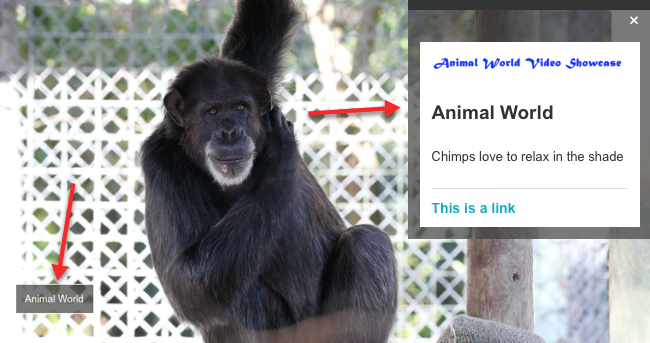 ×
Animal World Video Showcase
Animal World
Chimps love to relax in the shade
This is a link
Animal World